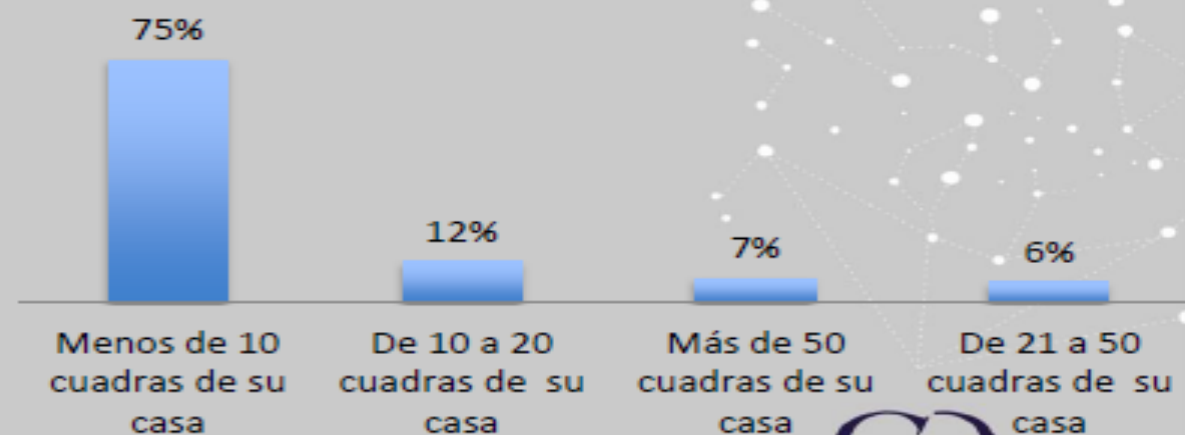 75%
12%
7%
6%
Menos de 10
cuadras de su
casa
De 10 a 20
cuadras de su
casa
Más de 50
cuadras de su
casa
De 21 a 50
cuadras de su
casa